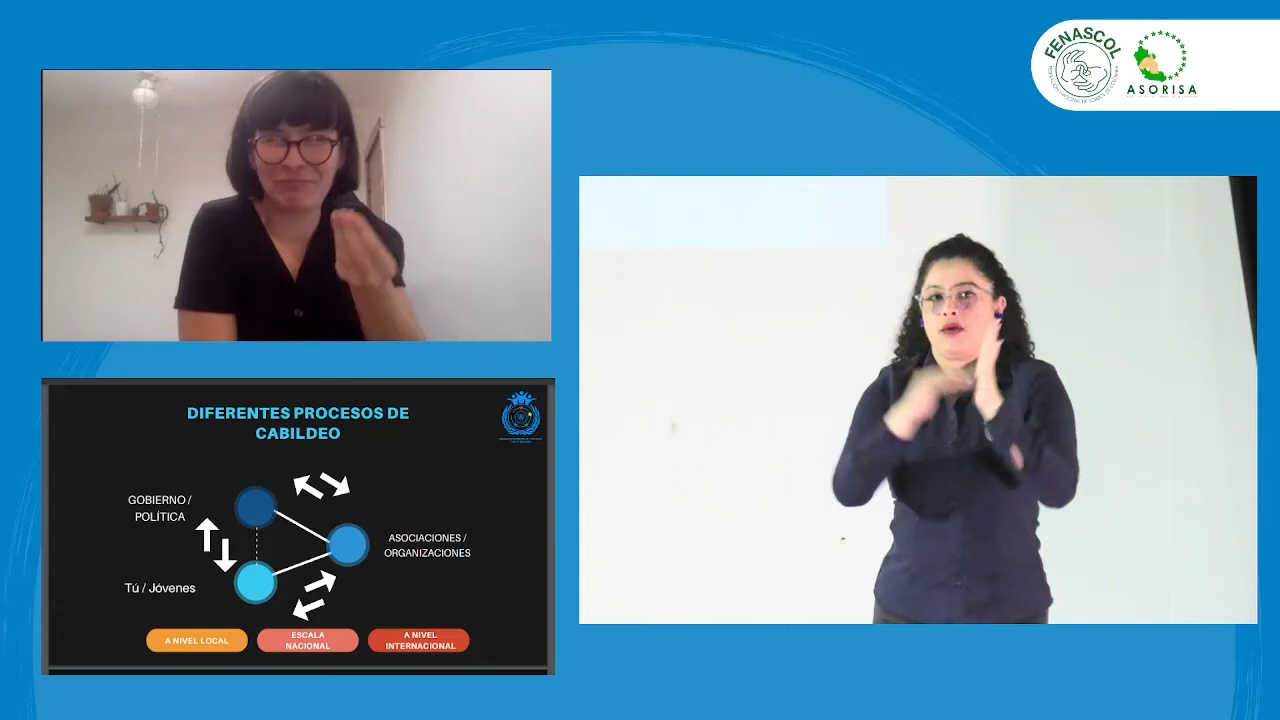 FENASCOL
ASORISA
DIFERENTES PROCESOS DE
CABILDEO
GOBIERNO /
POLÍTICA
ASOCIACIONES /
ORGANIZACIONES
Tú / Jóvenes
A NIVEL LOCAL
ESCALA
NACIONAL
A NIVEL
INTERNACIONAL